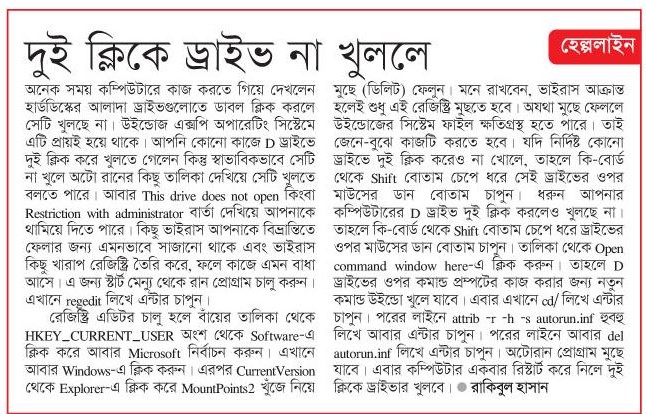 দুই ক্লিকে ড্রাইভ না খুললে
হেল্পলাইন
অনেক সময় কম্পিউটারে কাজ করতে গিয়ে দেখলেন
হার্ডডিস্কের আলাদা ড্রাইভগুলোতে ডাবল ক্লিক করলে
সেটি খুলছে না। উইন্ডোজ এক্সপি অপারেটিং সিস্টেমে
এটি প্রায়ই হয়ে থাকে। আপনি কোনো কাজে D ড্রাইভে
দুই ক্লিক করে খুলতে গেলেন কিন্তু স্বাভাবিকভাবে সেটি
না খুলে অটো রানের কিছু তালিকা দেখিয়ে সেটি খুলতে
বলতে পারে। আবার This drive does not open কিংবা
Restriction with administrator বার্তা দেখিয়ে আপনাকে
থামিয়ে দিতে পারে। কিছু ভাইরাস আপনাকে বিভ্রান্তিতে
ফেলার জন্য এমনভাবে সাজানো থাকে এবং ভাইরাস
কিছু খারাপ রেজিস্ট্রি তৈরি করে, ফলে কাজে এমন বাধা
আসে। এ জন্য স্টার্ট মেন্যু থেকে রান প্রোগ্রাম চালু করুন।
এখানে regedit লিখে এন্টার চাপুন।
রেজিস্ট্রি এডিটর চালু হলে বাঁয়ের তালিকা থেকে
HKEY_CURRENT_USER অংশ থেকে Software-এ
ক্লিক করে আবার Microsoft নির্বাচন করুন। এখানে
আবার Windows-এ ক্লিক করুন। এরপর CurrentVersion
থেকে Explorer-এ ক্লিক করে MountPoints2 খুঁজে নিয়ে
মুছে (ডিলিট) ফেলুন। মনে রাখবেন, ভাইরাস আক্রান্ত
হলেই শুধু এই রেজিস্ট্রি মুছতে হবে। অযথা মুছে ফেললে
উইন্ডোজের সিস্টেম ফাইল ক্ষতিগ্রস্থ হতে পারে। তাই
জেনে-বুঝে কাজটি করতে হবে। যদি নির্দিষ্ট কোনো
ড্রাইভে দুই ক্লিক করেও না খোলে, তাহলে কি-বোর্ড
থেকে Shift বোতাম চেপে ধরে সেই ড্রাইভের ওপর
মাউসের ডান বোতাম চাপুন। ধরুন আপনার
কম্পিউটারের D ড্রাইভ দুই ক্লিক করলেও খুলছে না।
তাহলে কি-বোর্ড থেকে Shift বোতাম চেপে ধরে ড্রাইভের
ওপর মাউসের ডান বোতাম চাপুন। তালিকা থেকে Open
command window here-এ ক্লিক করুন। তাহলে D
ড্রাইভের ওপর কমান্ড প্রম্পটের কাজ করার জন্য নতুন
কমান্ড উইন্ডো খুলে যাবে। এবার এখানে cd/ লিখে এন্টার
চাপুন। পরের লাইনে attrib -r -h -s autorun.inf হুবহু
লিখে আবার এন্টার চাপুন। পরের লাইনে আবার del
autorun.inf লিখে এন্টার চাপুন। অটোরান প্রোগ্রাম মুছে
যাবে। এবার কম্পিউটার একবার রিস্টার্ট করে নিলে দুই
ক্লিকে ড্রাইভার খুলবে। ● রাকিবুল হাসান